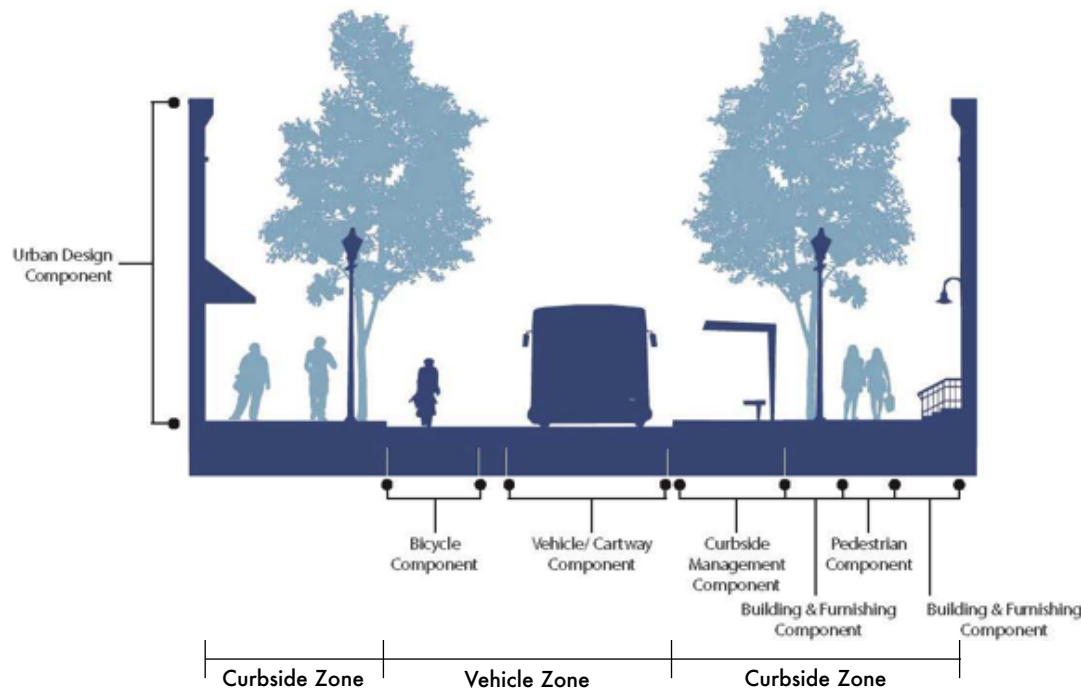 Urban Design
Component
Bicycle
Component
Vehicle/ Cartway
Component
Curbside
Management
Component
Pedestrian
Component
Building & Furnishing
Component
Building & Furnishing
Component
Curbside Zone
Vehicle Zone
Curbside Zone